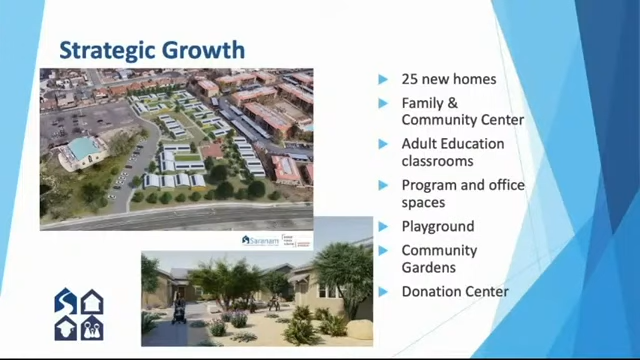 Strategic Growth
25 new homes
Family &
Community Center
Adult Education
classrooms
Program and office
spaces
Playground
Community
Gardens
Donation Center
Saranam